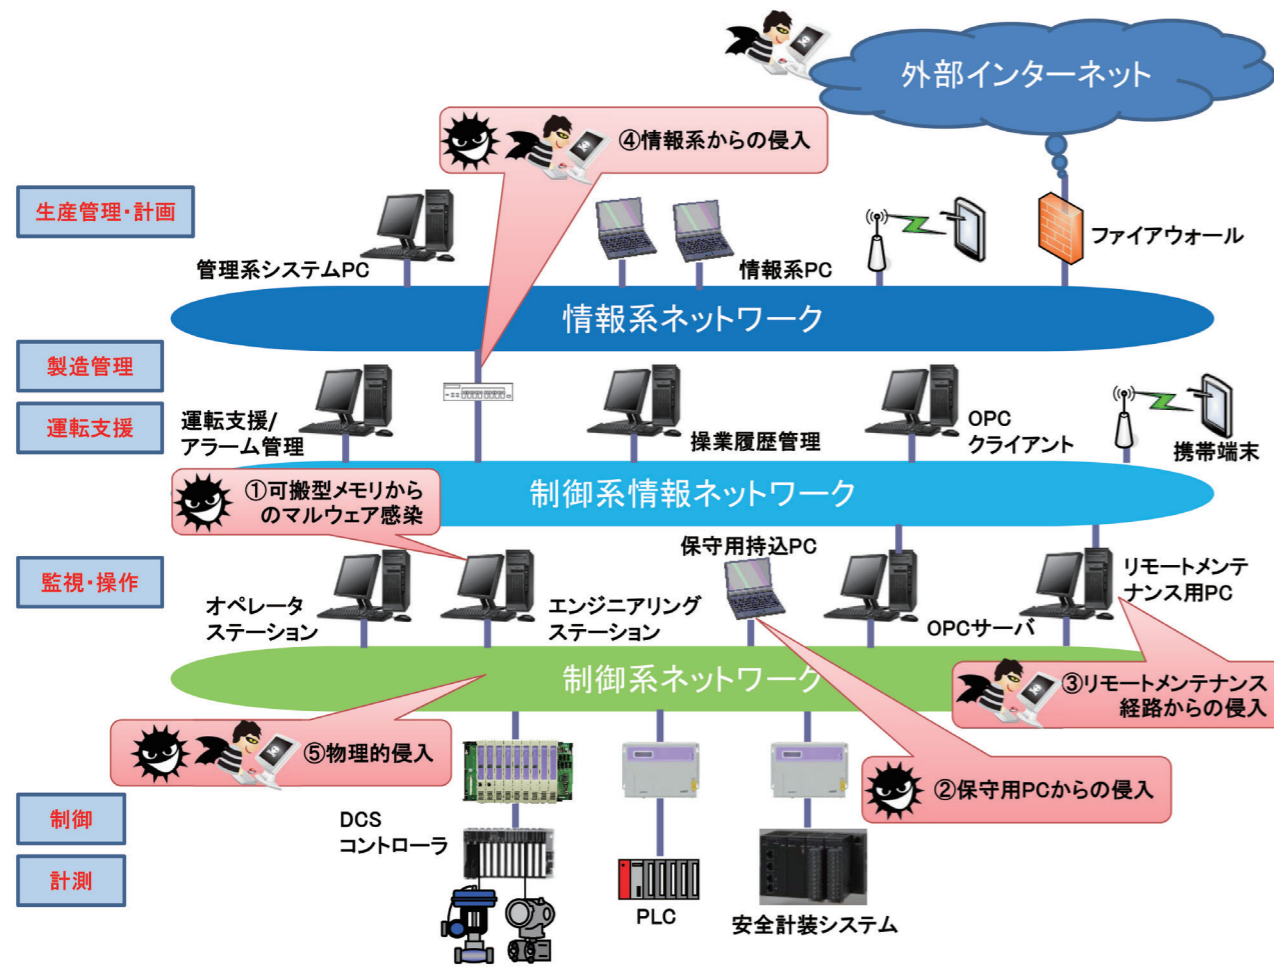 外部インターネット
④情報系からの侵入
生産管理・計画
管理系システムPC
情報系PC
ファイアウォール
情報系ネットワーク
製造管理
運転支援
運転支援/
アラーム管理
操業履歴管理
OPC
クライアント
携帯端末
制御系情報ネットワーク
①可搬型メモリから
のマルウェア感染
監視・操作
オペレータ
ステーション
エンジニアリング
ステーション
保守用持込PC
OPCサーバ
リモートメンテ
ナンス用PC
制御系ネットワーク
③リモートメンテナンス
経路からの侵入
⑤物理的侵入
②保守用PCからの侵入
制御
計測
DCS
コントローラ
PLC
安全計装システム